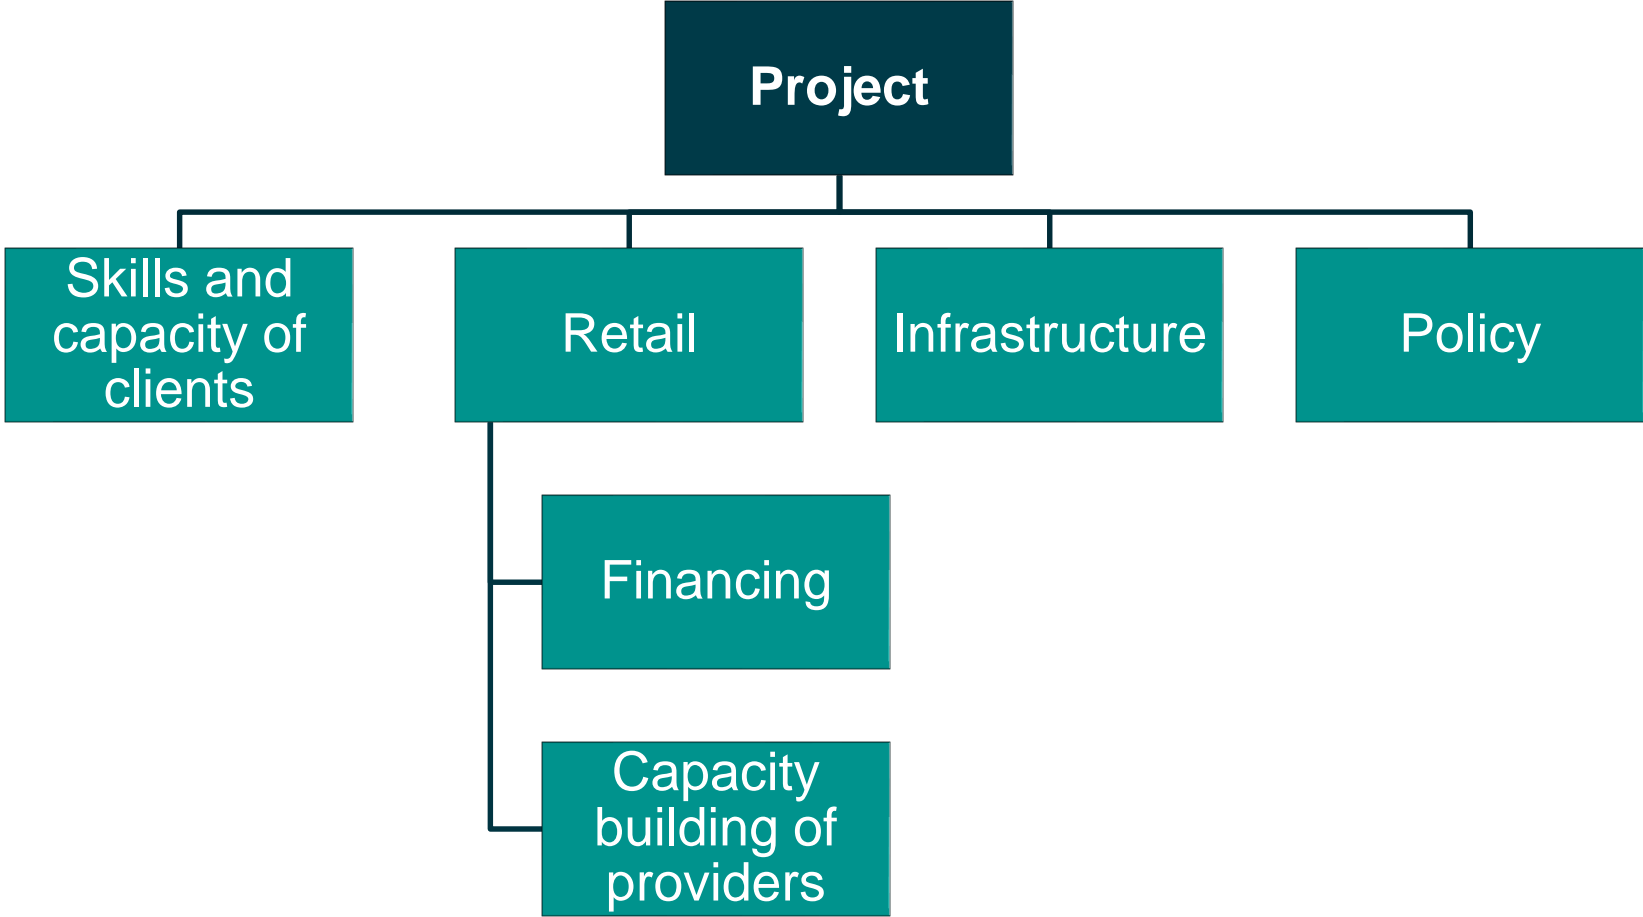 Project
Skills and
capacity of
clients
Retail
Infrastructure
Policy
Financing
Capacity
building of
providers